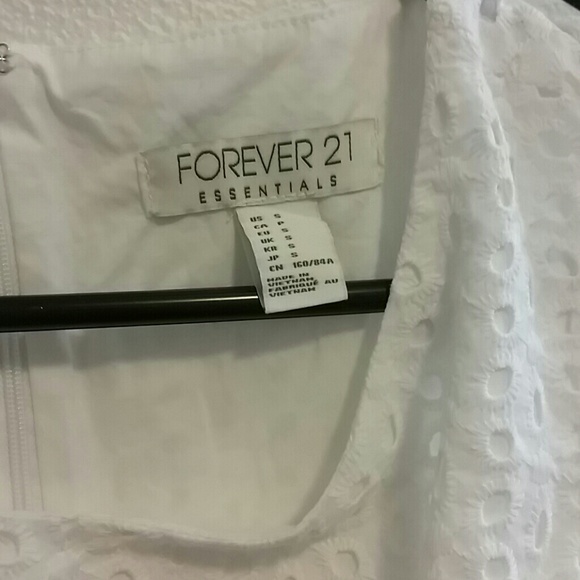 FOREVER 21
ESSENTIALS
US S
CA P
EU S
UK S
KR S
JP S
CN 160/84A
MADE IN
VIETNAM
FABRIQUÉ AU
VIETNAM